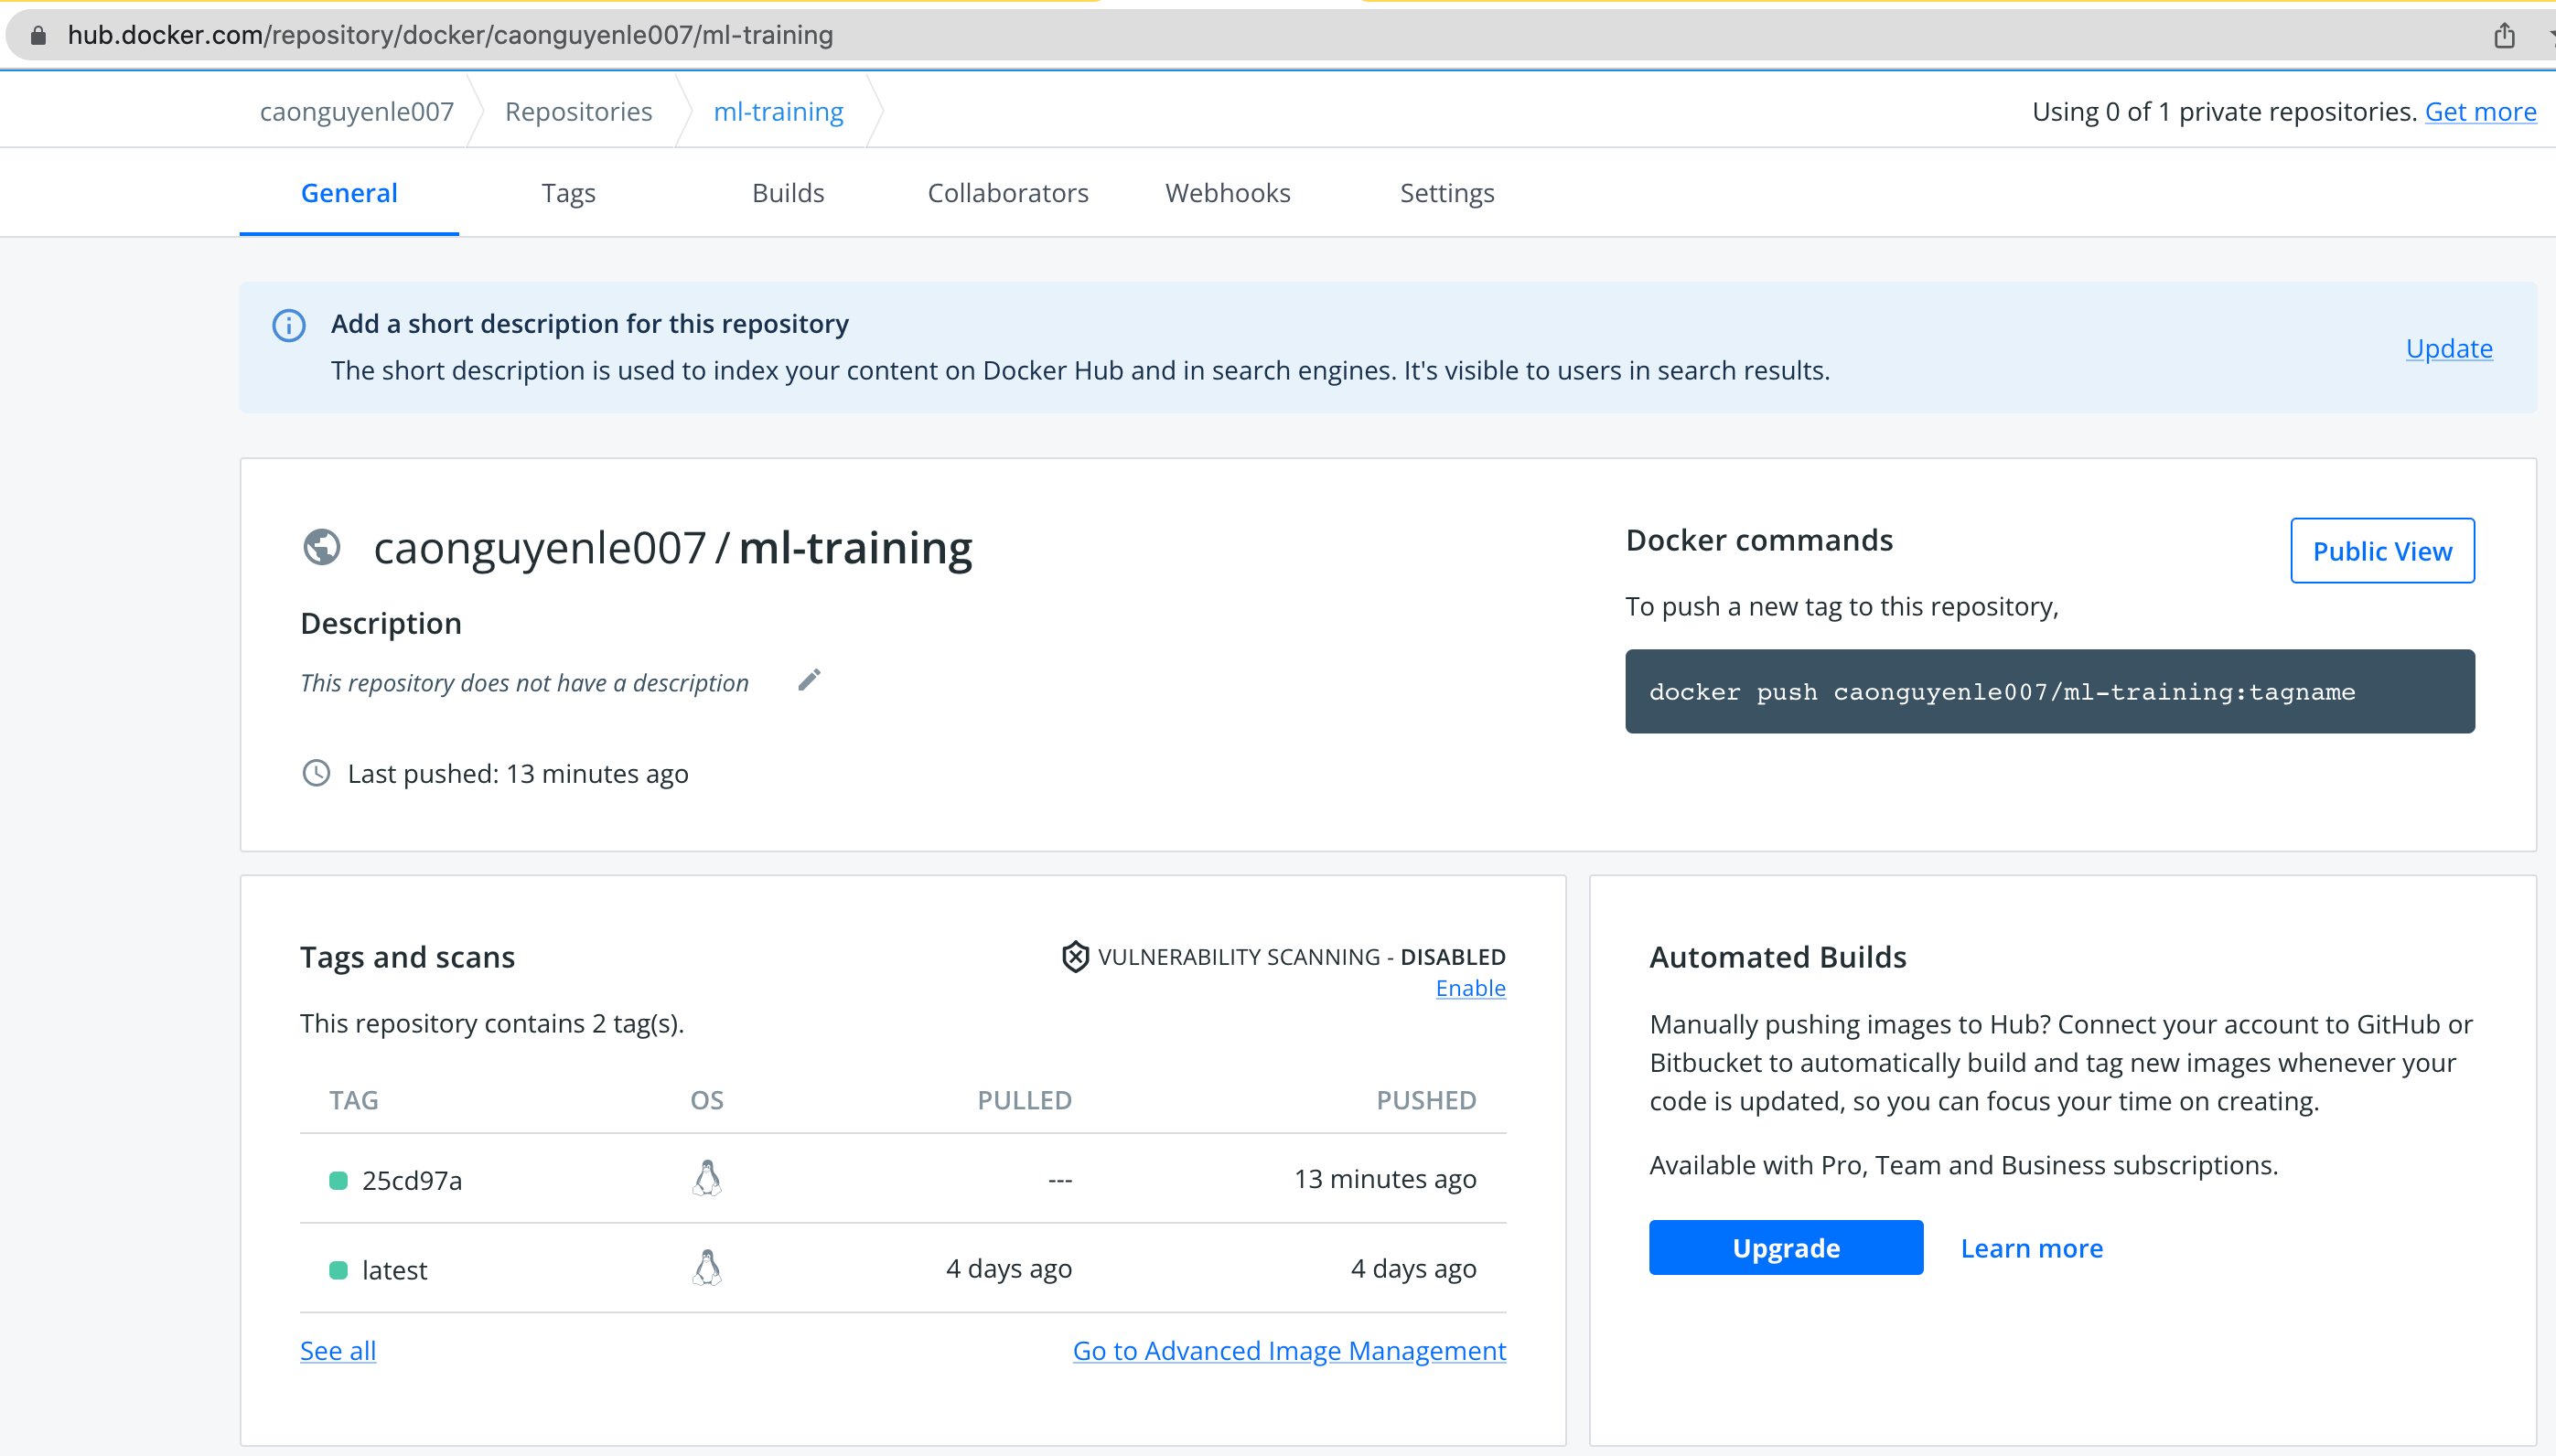 hub.docker.com/repository/docker/caonguyenle007/ml-training
caonguyenle007 Repositories ml-training
Using 0 of 1 private repositories. Get more
General Tags Builds Collaborators Webhooks Settings
Add a short description for this repository
The short description is used to index your content on Docker Hub and in search engines. It's visible to users in search results.
Update
caonguyenle007 / ml-training
Description
This repository does not have a description
Last pushed: 13 minutes ago
Docker commands
Public View
To push a new tag to this repository,
docker push caonguyenle007/ml-training:tagname
Tags and scans
VULNERABILITY SCANNING - DISABLED
Enable
This repository contains 2 tag(s).
TAG OS PULLED PUSHED
25cd97a --- 13 minutes ago
latest 4 days ago 4 days ago
See all
Go to Advanced Image Management
Automated Builds
Manually pushing images to Hub? Connect your account to GitHub or
Bitbucket to automatically build and tag new images whenever your
code is updated, so you can focus your time on creating.
Available with Pro, Team and Business subscriptions.
Upgrade Learn more